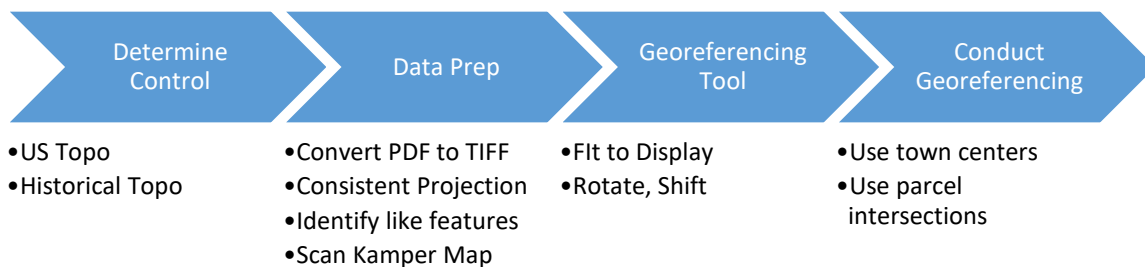 Determine
Control
Data Prep
Georeferencing
Tool
Conduct
Georeferencing
•US Topo
•Historical Topo
•Convert PDF to TIFF
•Consistent Projection
•Identify like features
•Scan Kamper Map
•FIt to Display
•Rotate, Shift
•Use town centers
•Use parcel
intersections